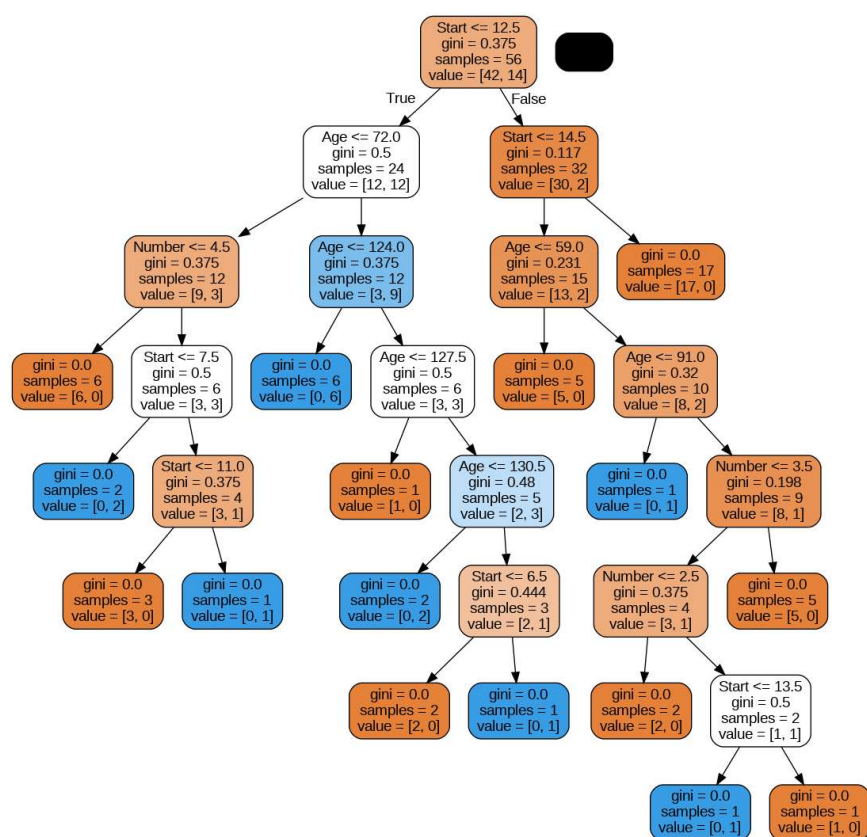 Start <= 12.5
gini = 0.375
samples = 56
value = [42, 14]
True
False
Age <= 72.0
gini = 0.5
samples = 24
value = [12, 12]
Start <= 14.5
gini = 0.117
samples = 32
value = [30, 2]
Number <= 4.5
gini = 0.375
samples = 12
value = [9, 3]
Age <= 124.0
gini = 0.375
samples = 12
value = [3, 9]
Age <= 59.0
gini = 0.231
samples = 15
value = [13, 2]
gini = 0.0
samples = 17
value = [17, 0]
gini = 0.0
samples = 6
value = [6, 0]
Start <= 7.5
gini = 0.5
samples = 6
value = [3, 3]
gini = 0.0
samples = 6
value = [0, 6]
Age <= 127.5
gini = 0.5
samples = 6
value = [3, 3]
gini = 0.0
samples = 5
value = [5, 0]
Age <= 91.0
gini = 0.32
samples = 10
value = [8, 2]
gini = 0.0
samples = 2
value = [0, 2]
Start <= 11.0
gini = 0.375
samples = 4
value = [3, 1]
gini = 0.0
samples = 1
value = [1, 0]
Age <= 130.5
gini = 0.48
samples = 5
value = [2, 3]
gini = 0.0
samples = 1
value = [0, 1]
Number <= 3.5
gini = 0.198
samples = 9
value = [8, 1]
gini = 0.0
samples = 3
value = [3, 0]
gini = 0.0
samples = 1
value = [0, 1]
gini = 0.0
samples = 2
value = [0, 2]
Start <= 6.5
gini = 0.444
samples = 3
value = [2, 1]
Number <= 2.5
gini = 0.375
samples = 4
value = [3, 1]
gini = 0.0
samples = 5
value = [5, 0]
gini = 0.0
samples = 2
value = [2, 0]
gini = 0.0
samples = 1
value = [0, 1]
gini = 0.0
samples = 2
value = [2, 0]
Start <= 13.5
gini = 0.5
samples = 2
value = [1, 1]
gini = 0.0
samples = 1
value = [0, 1]
gini = 0.0
samples = 1
value = [1, 0]